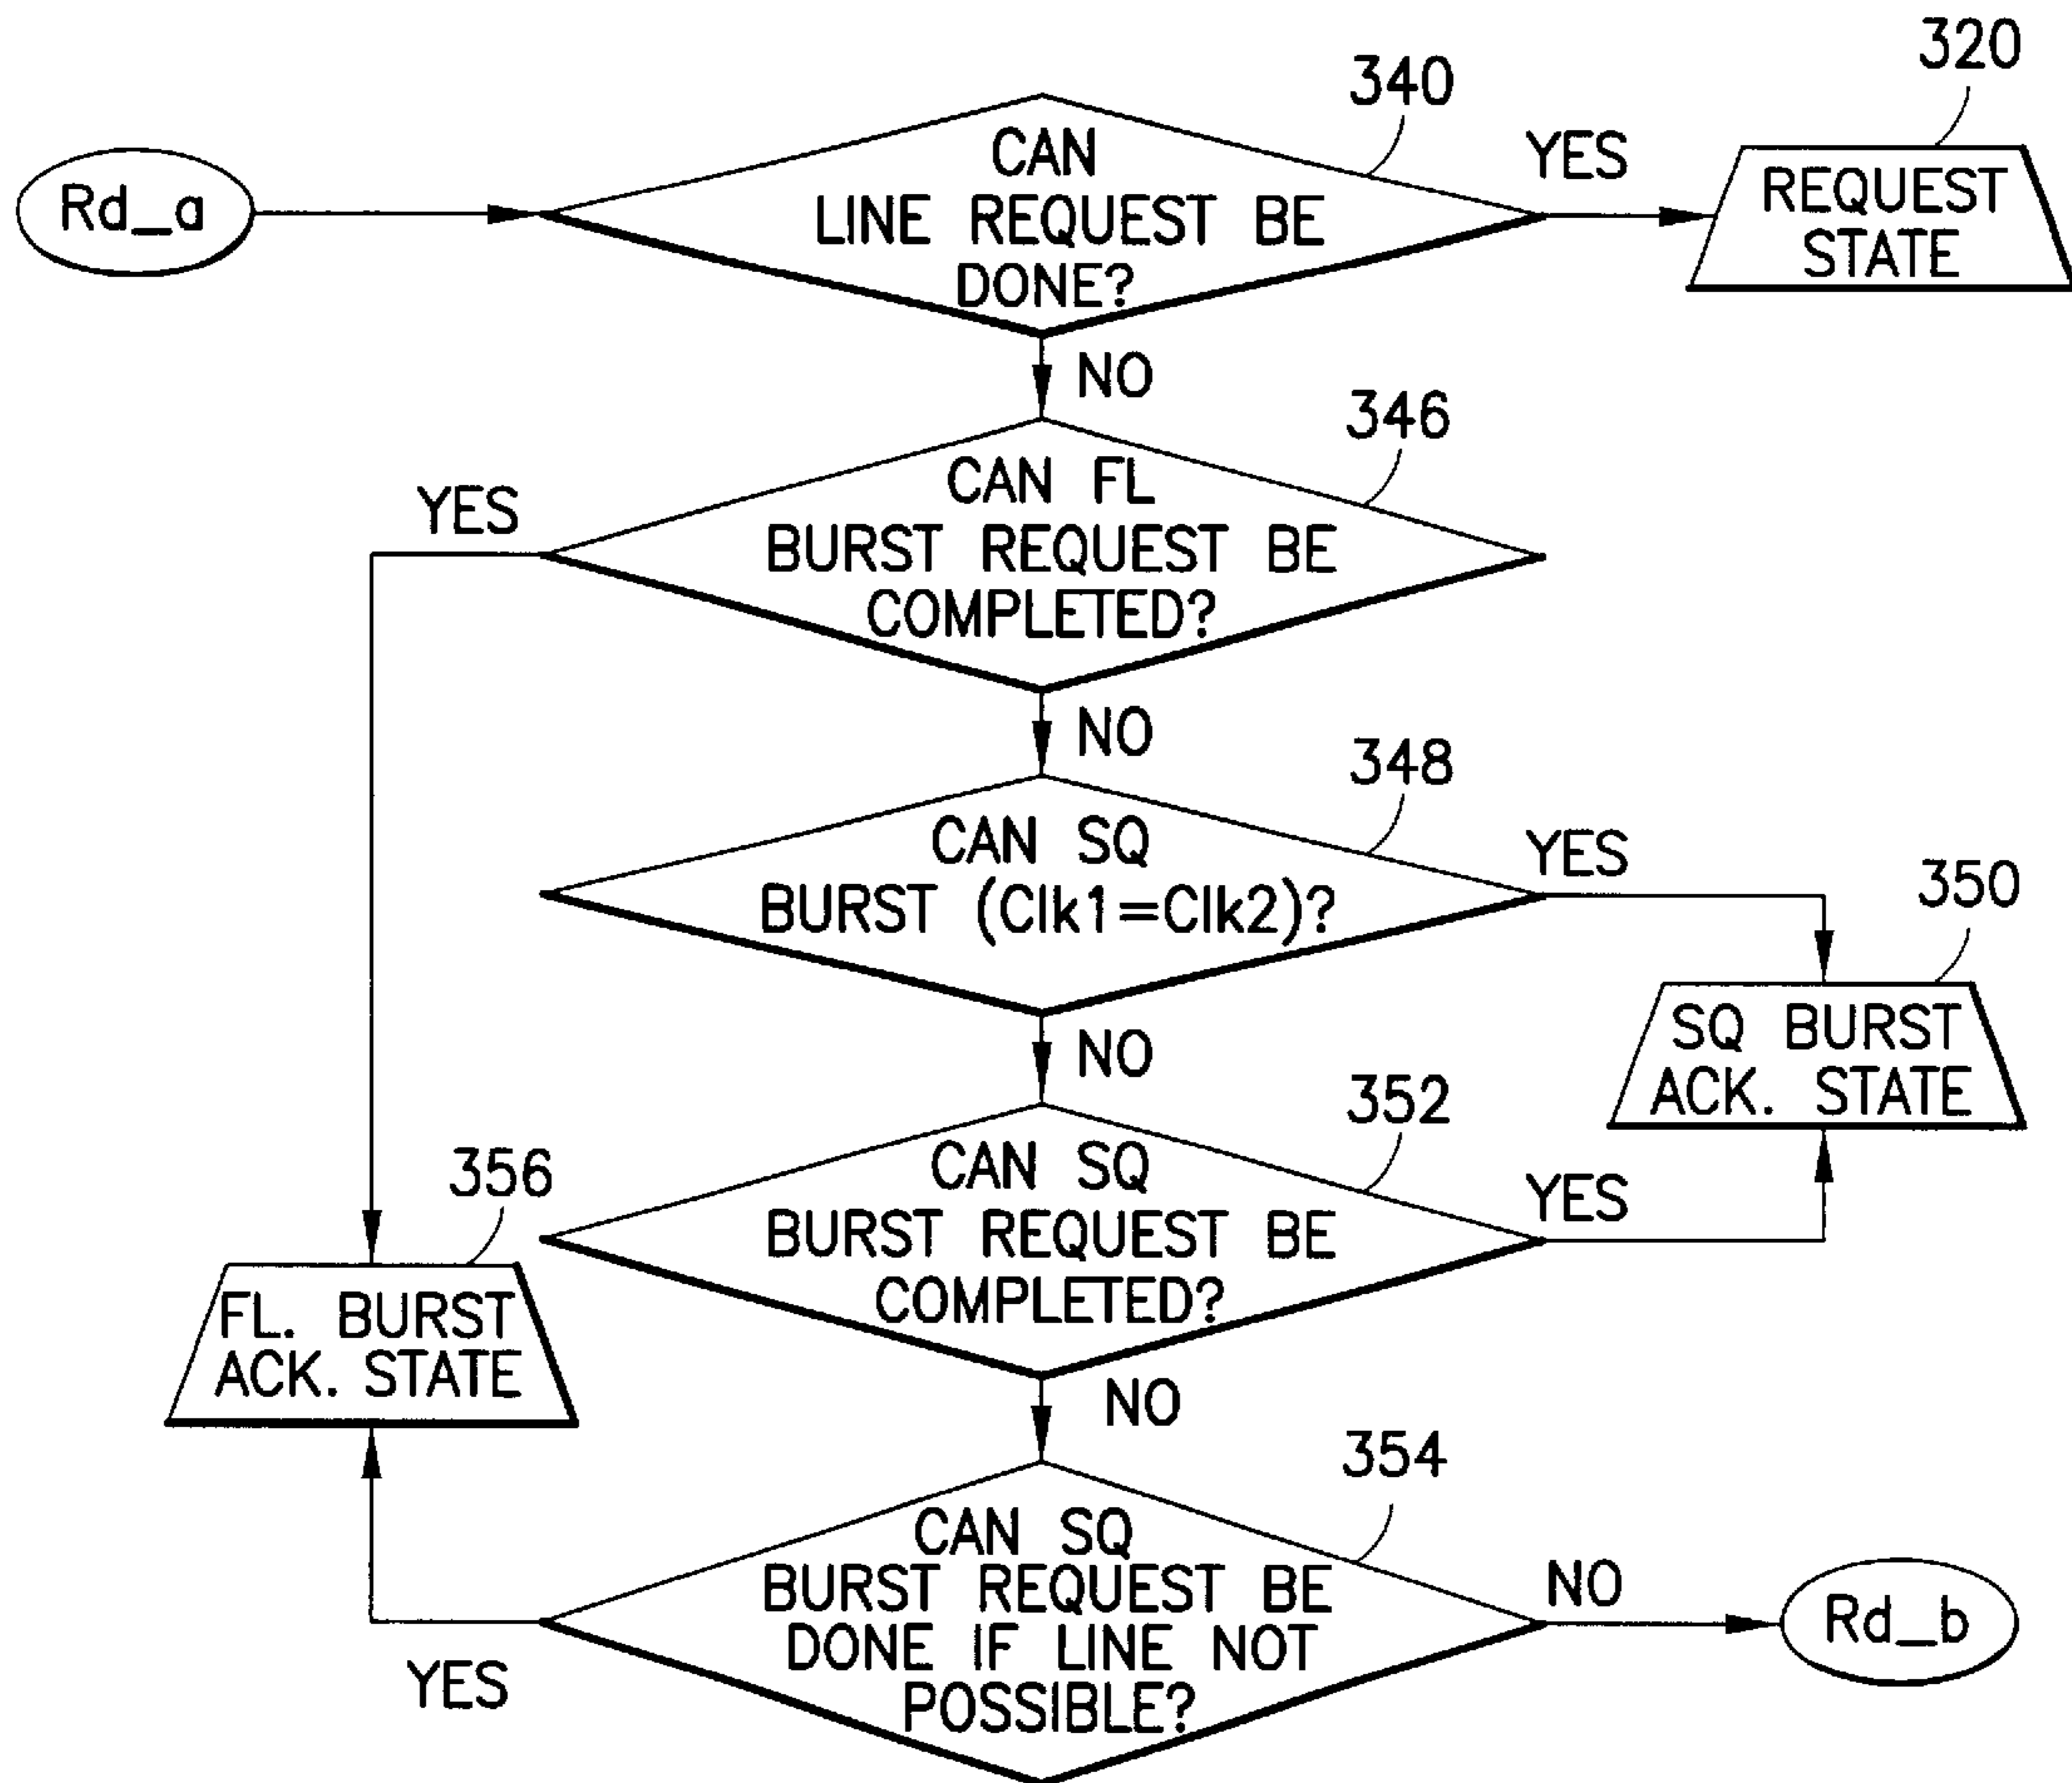 320
340
CAN
LINE REQUEST BE
DONE?
YES
REQUEST
STATE
Rd_a
NO
346
CAN FL
BURST REQUEST BE
COMPLETED?
YES
NO
348
CAN SQ
BURST (Clk1=Clk2)?
YES
350
SQ BURST
ACK. STATE
NO
352
CAN SQ
BURST REQUEST BE
COMPLETED?
YES
356
FL. BURST
ACK. STATE
NO
354
CAN SQ
BURST REQUEST BE
DONE IF LINE NOT
POSSIBLE?
YES
NO
Rd_b